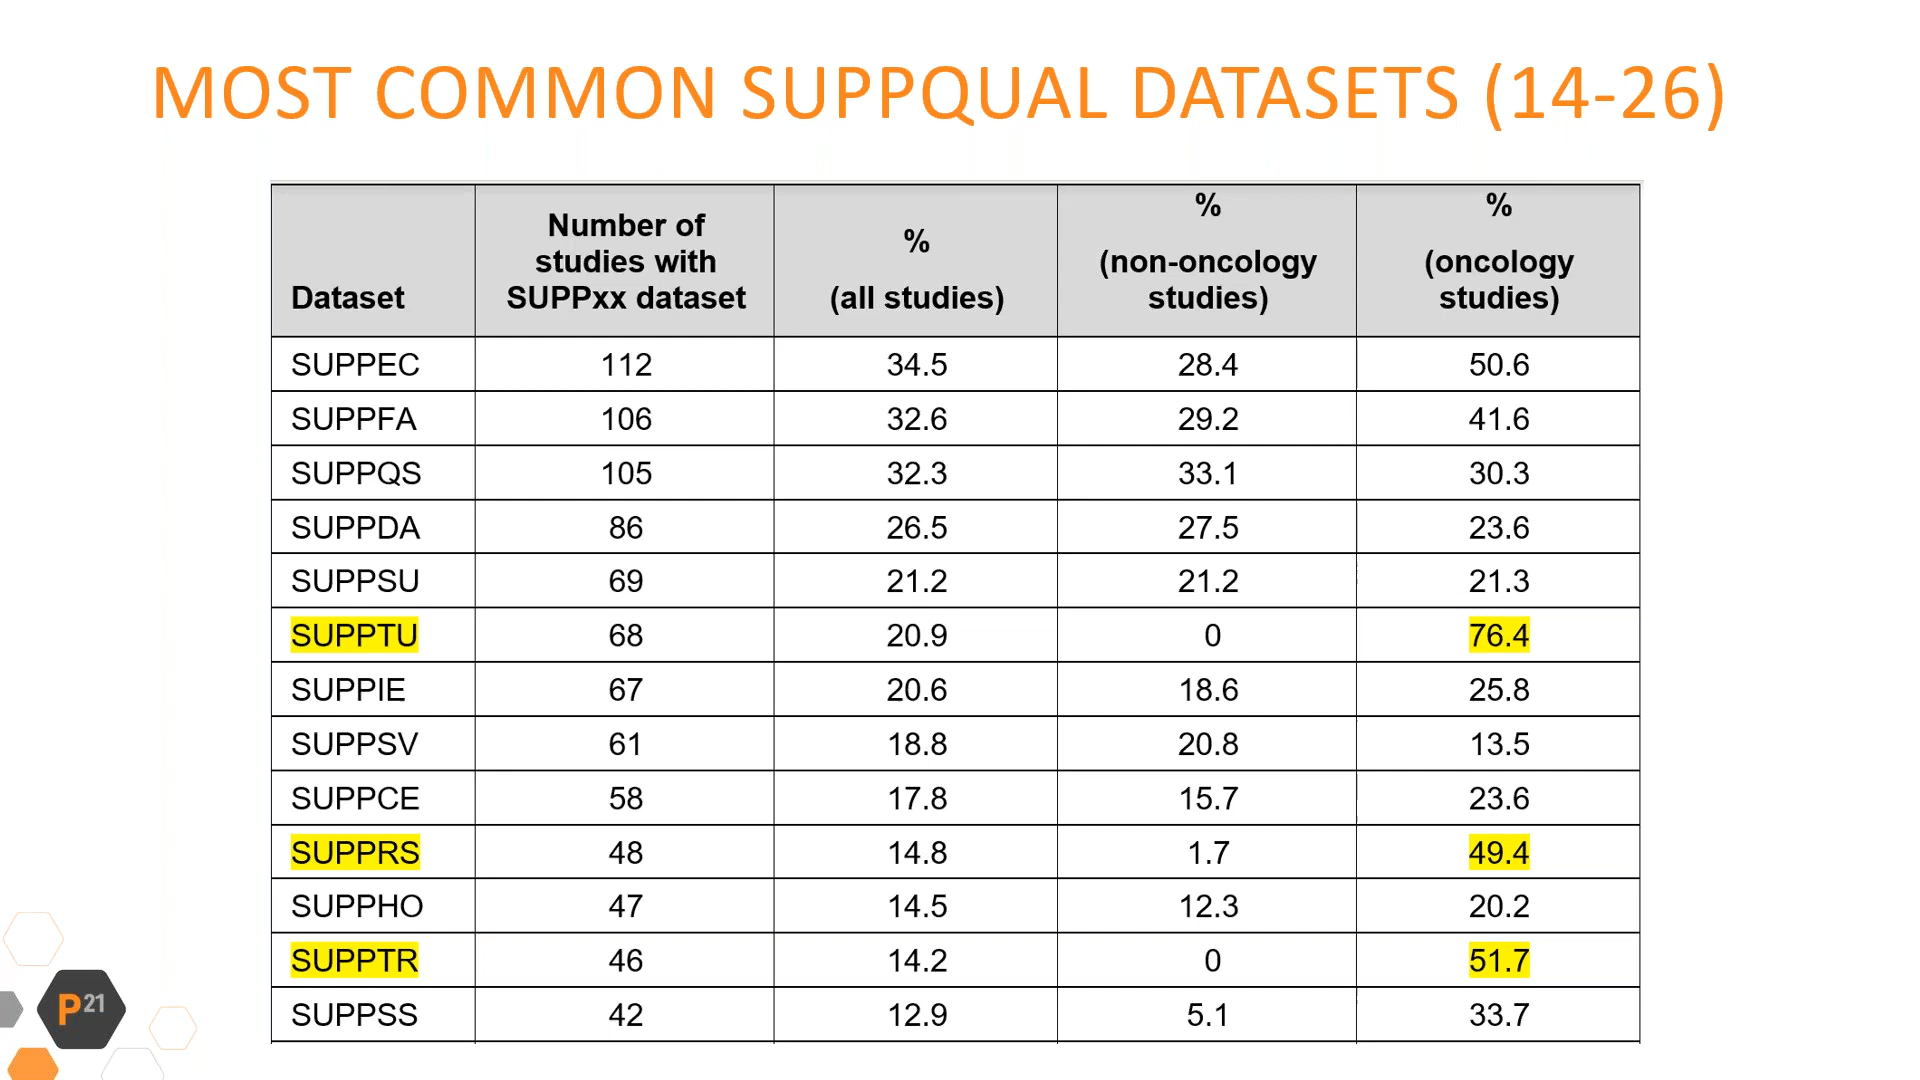 MOST COMMON SUPPQUAL DATASETS (14-26)
Dataset Number of studies with SUPPxx dataset % (all studies) % (non-oncology studies) % (oncology studies)
SUPPEC 112 34.5 28.4 50.6
SUPPFA 106 32.6 29.2 41.6
SUPPQS 105 32.3 33.1 30.3
SUPPDA 86 26.5 27.5 23.6
SUPPSU 69 21.2 21.2 21.3
SUPPTU 68 20.9 0 76.4
SUPPIE 67 20.6 18.6 25.8
SUPPSV 61 18.8 20.8 13.5
SUPPCE 58 17.8 15.7 23.6
SUPPRS 48 14.8 1.7 49.4
SUPPHO 47 14.5 12.3 20.2
SUPPTR 46 14.2 0 51.7
SUPPSS 42 12.9 5.1 33.7
P21